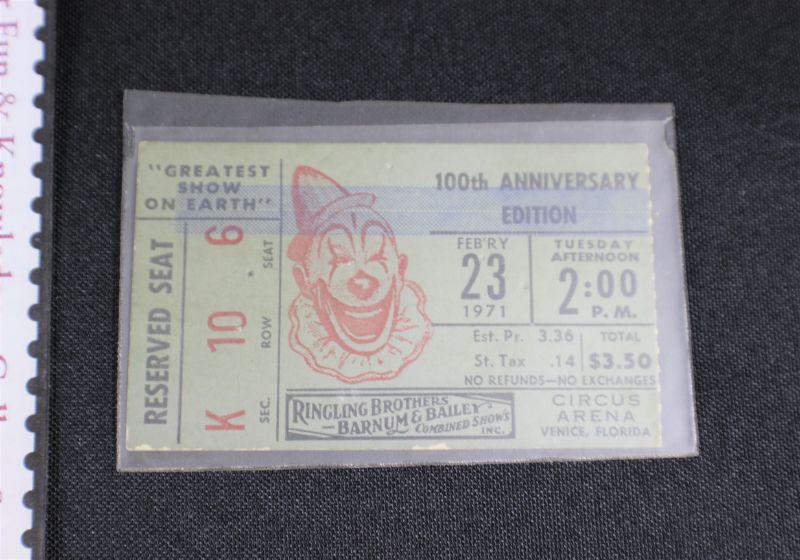 "GREATEST
SHOW
ON EARTH"
RESERVED SEAT
K SEC.
10 ROW
6 SEAT
100th ANNIVERSARY
EDITION
FEB'RY
23
1971
TUESDAY
AFTERNOON
2:00
P.M.
Est. Pr. 3.36
St. Tax .14
TOTAL
$3.50
NO REFUNDS—NO EXCHANGES
RINGLING BROTHERS
BARNUM & BAILEY
COMBINED SHOWS
INC.
CIRCUS
ARENA
VENICE, FLORIDA
Fun &